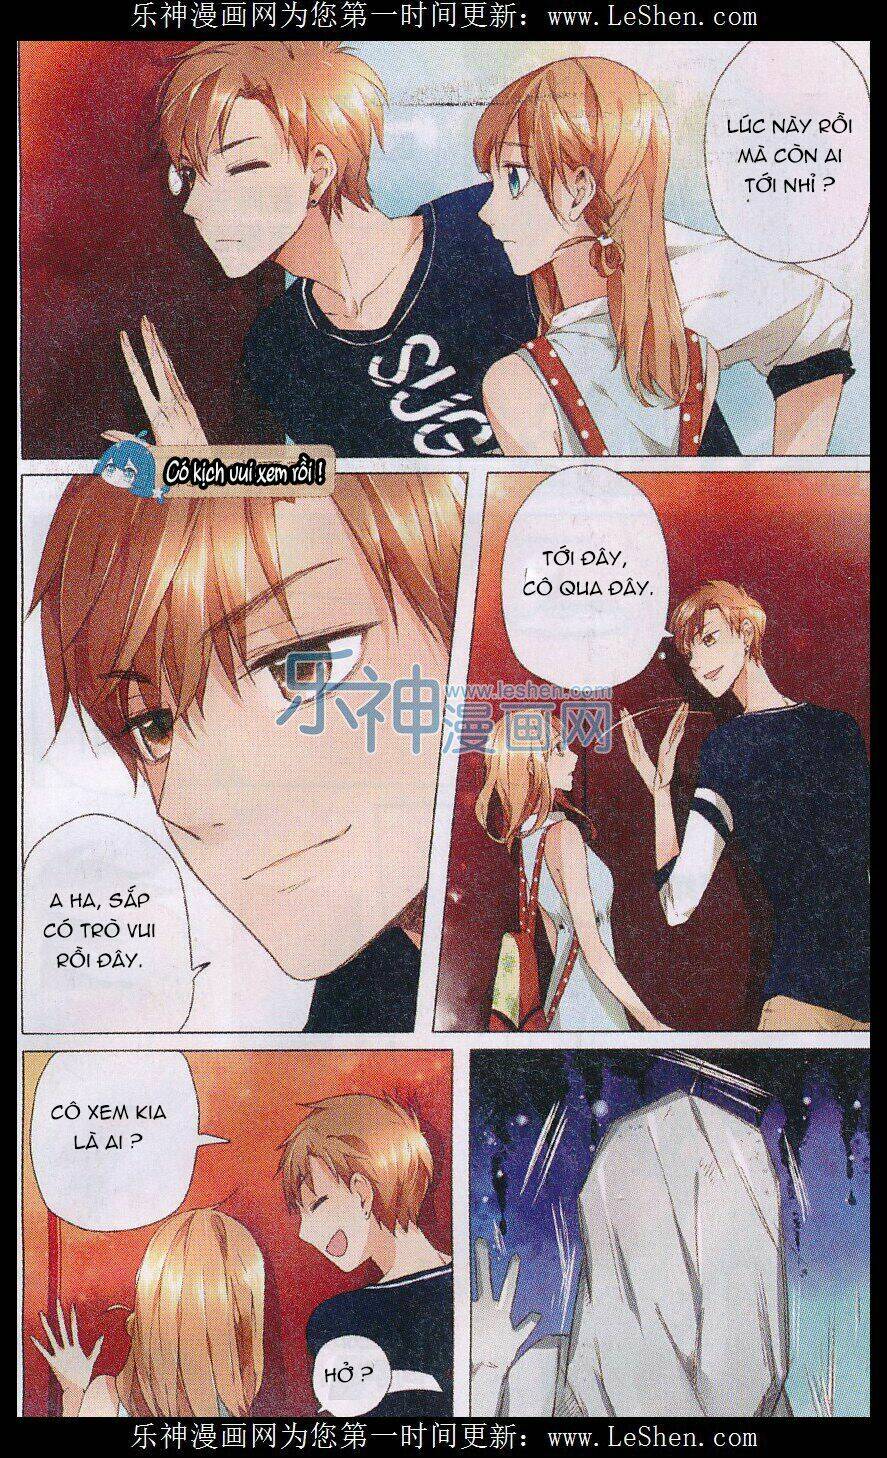 乐神漫画网为您第一时间更新：www.LeShen.com
LÚC NÀY RỒI
MÀ CÒN AI
TỚI NHỈ ?
SUG
Có kịch vui xem rồi !
TỚI ĐÂY,
CÔ QUA ĐÂY.
www.leshen.com
乐神漫画网
A HA, SẮP
CÓ TRÒ VUI
RỒI ĐÂY.
CÔ XEM KIA
LÀ AI ?
HỞ ?
乐神漫画网为您第一时间更新：www.LeShen.com